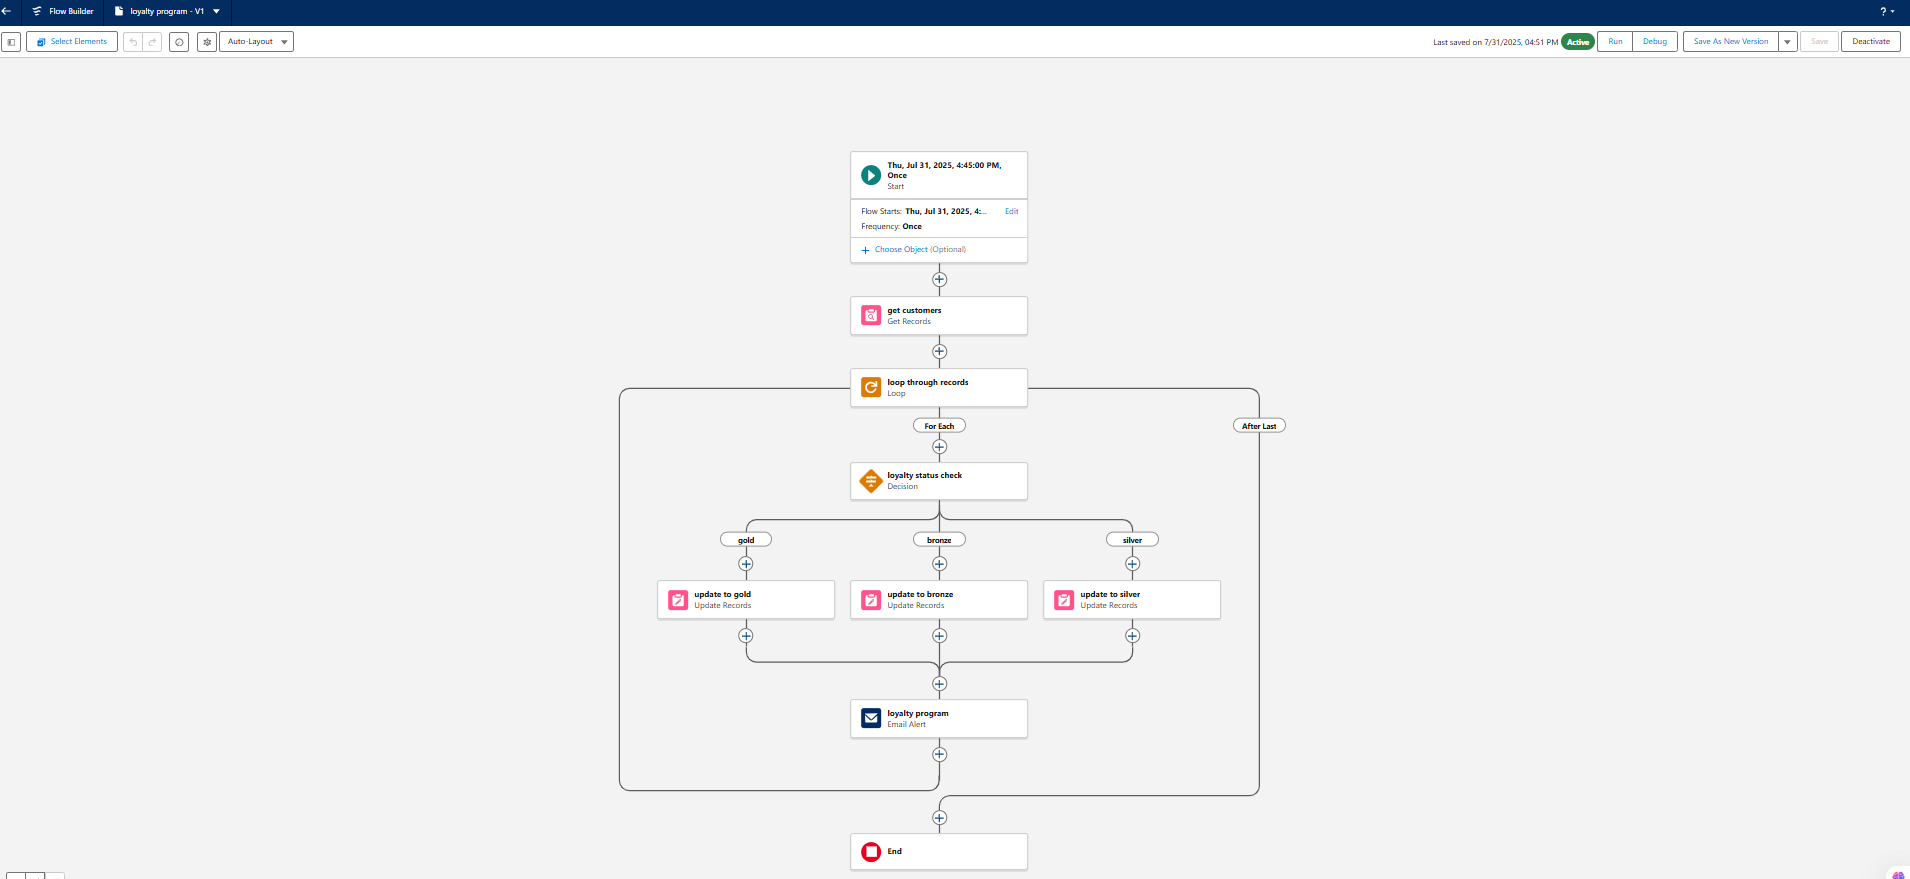 Flow Builder
loyalty program - V1
?
Select Elements
Auto-Layout
Last saved on 7/31/2025, 04:51 PM
Active
Run
Debug
Save As New Version
Save
Deactivate
Thu, Jul 31, 2025, 4:45:00 PM,
Once
Start
Flow Starts: Thu, Jul 31, 2025, 4:...
Edit
Frequency: Once
Choose Object (Optional)
get customers
Get Records
loop through records
Loop
For Each
After Last
loyalty status check
Decision
gold
bronze
silver
update to gold
Update Records
update to bronze
Update Records
update to silver
Update Records
loyalty program
Email Alert
End